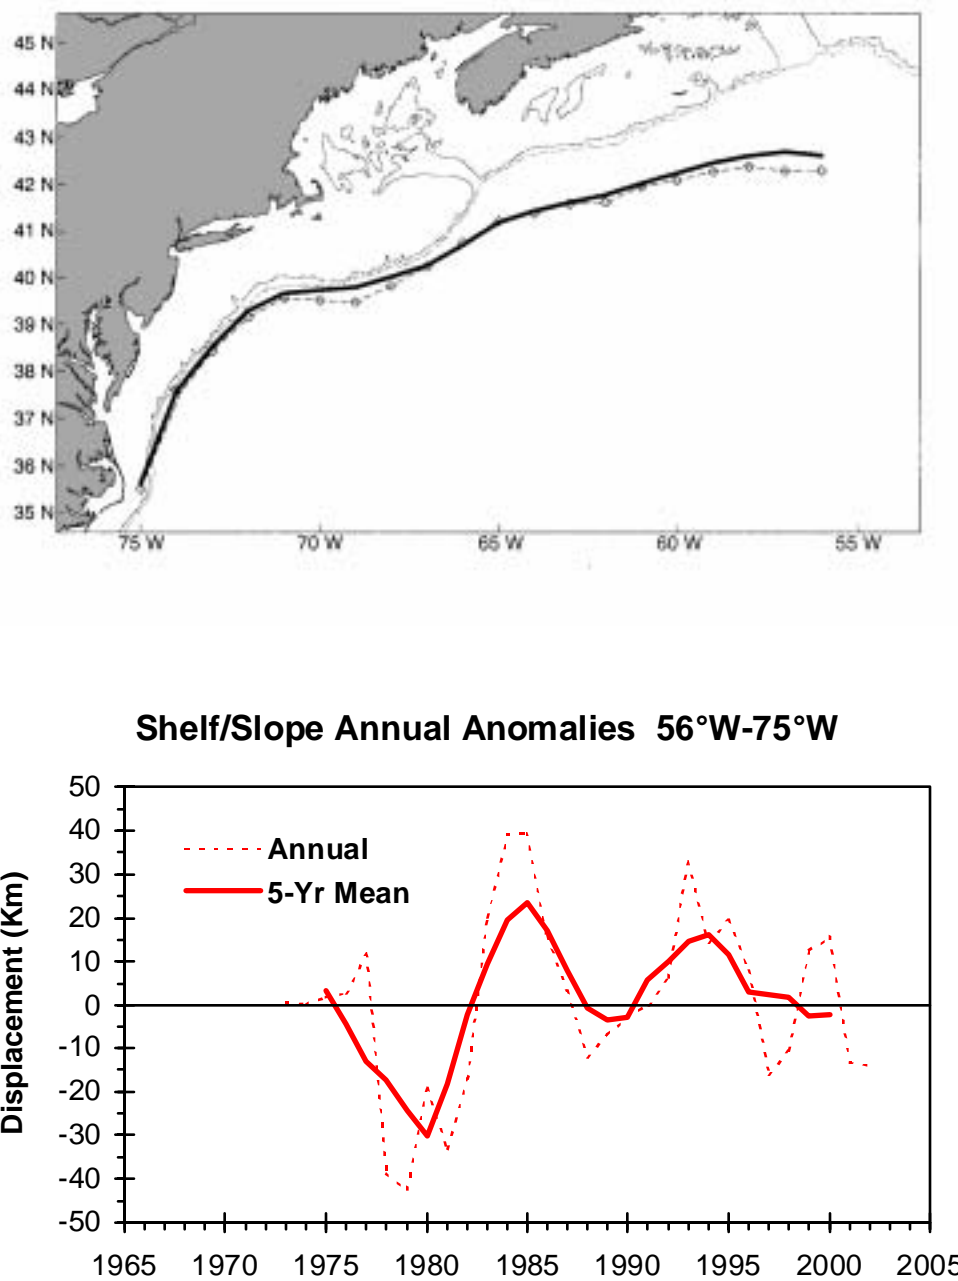 45 N
44 N
43 N
42 N
41 N
40 N
39 N
38 N
37 N
36 N
35 N
75 W 70 W 65 W 60 W 55 W
Shelf/Slope Annual Anomalies 56°W-75°W
Displacement (Km)
50
40
30
20
10
0
-10
-20
-30
-40
-50
Annual
5-Yr Mean
1965 1970 1975 1980 1985 1990 1995 2000 2005